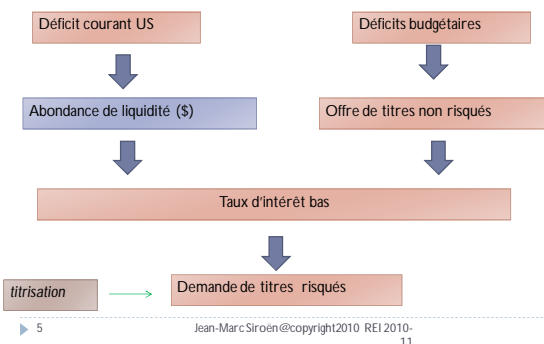 Déficit courant US
Déficits budgétaires
Abondance de liquidité ($)
Offre de titres non risqués
Taux d'intérêt bas
titrisation
Demande de titres risqués
5
Jean-Marc Siroën@copyright2010 REI 2010-
11